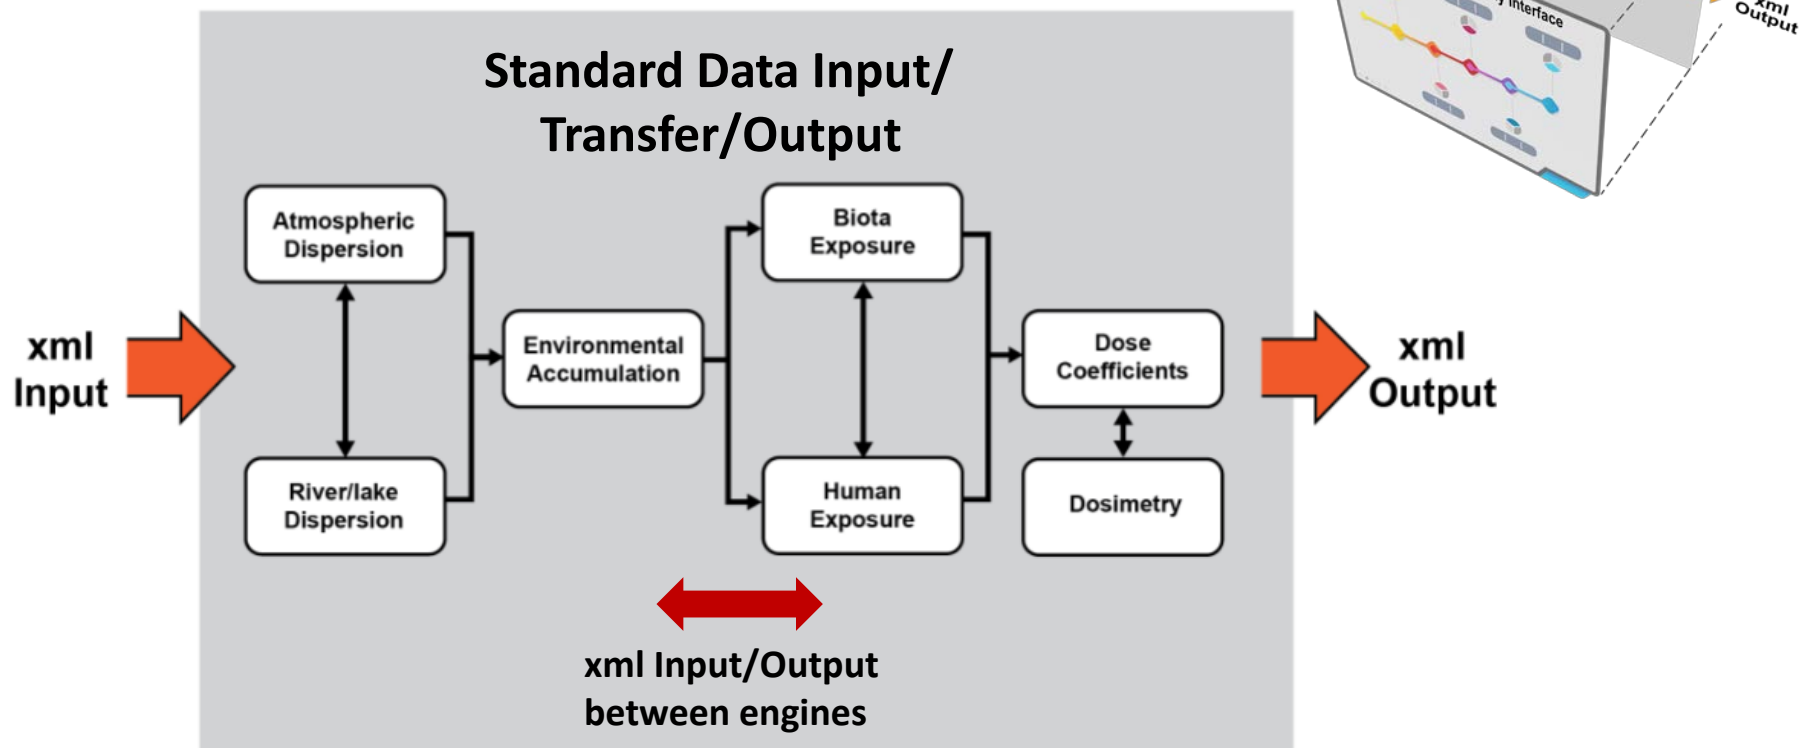 Standard Data Input/
Transfer/Output
Interface
xml
Output
Atmospheric
Dispersion
Biota
Exposure
xml
Input
Environmental
Accumulation
Dose
Coefficients
xml
Output
River/lake
Dispersion
Human
Exposure
Dosimetry
xml Input/Output
between engines